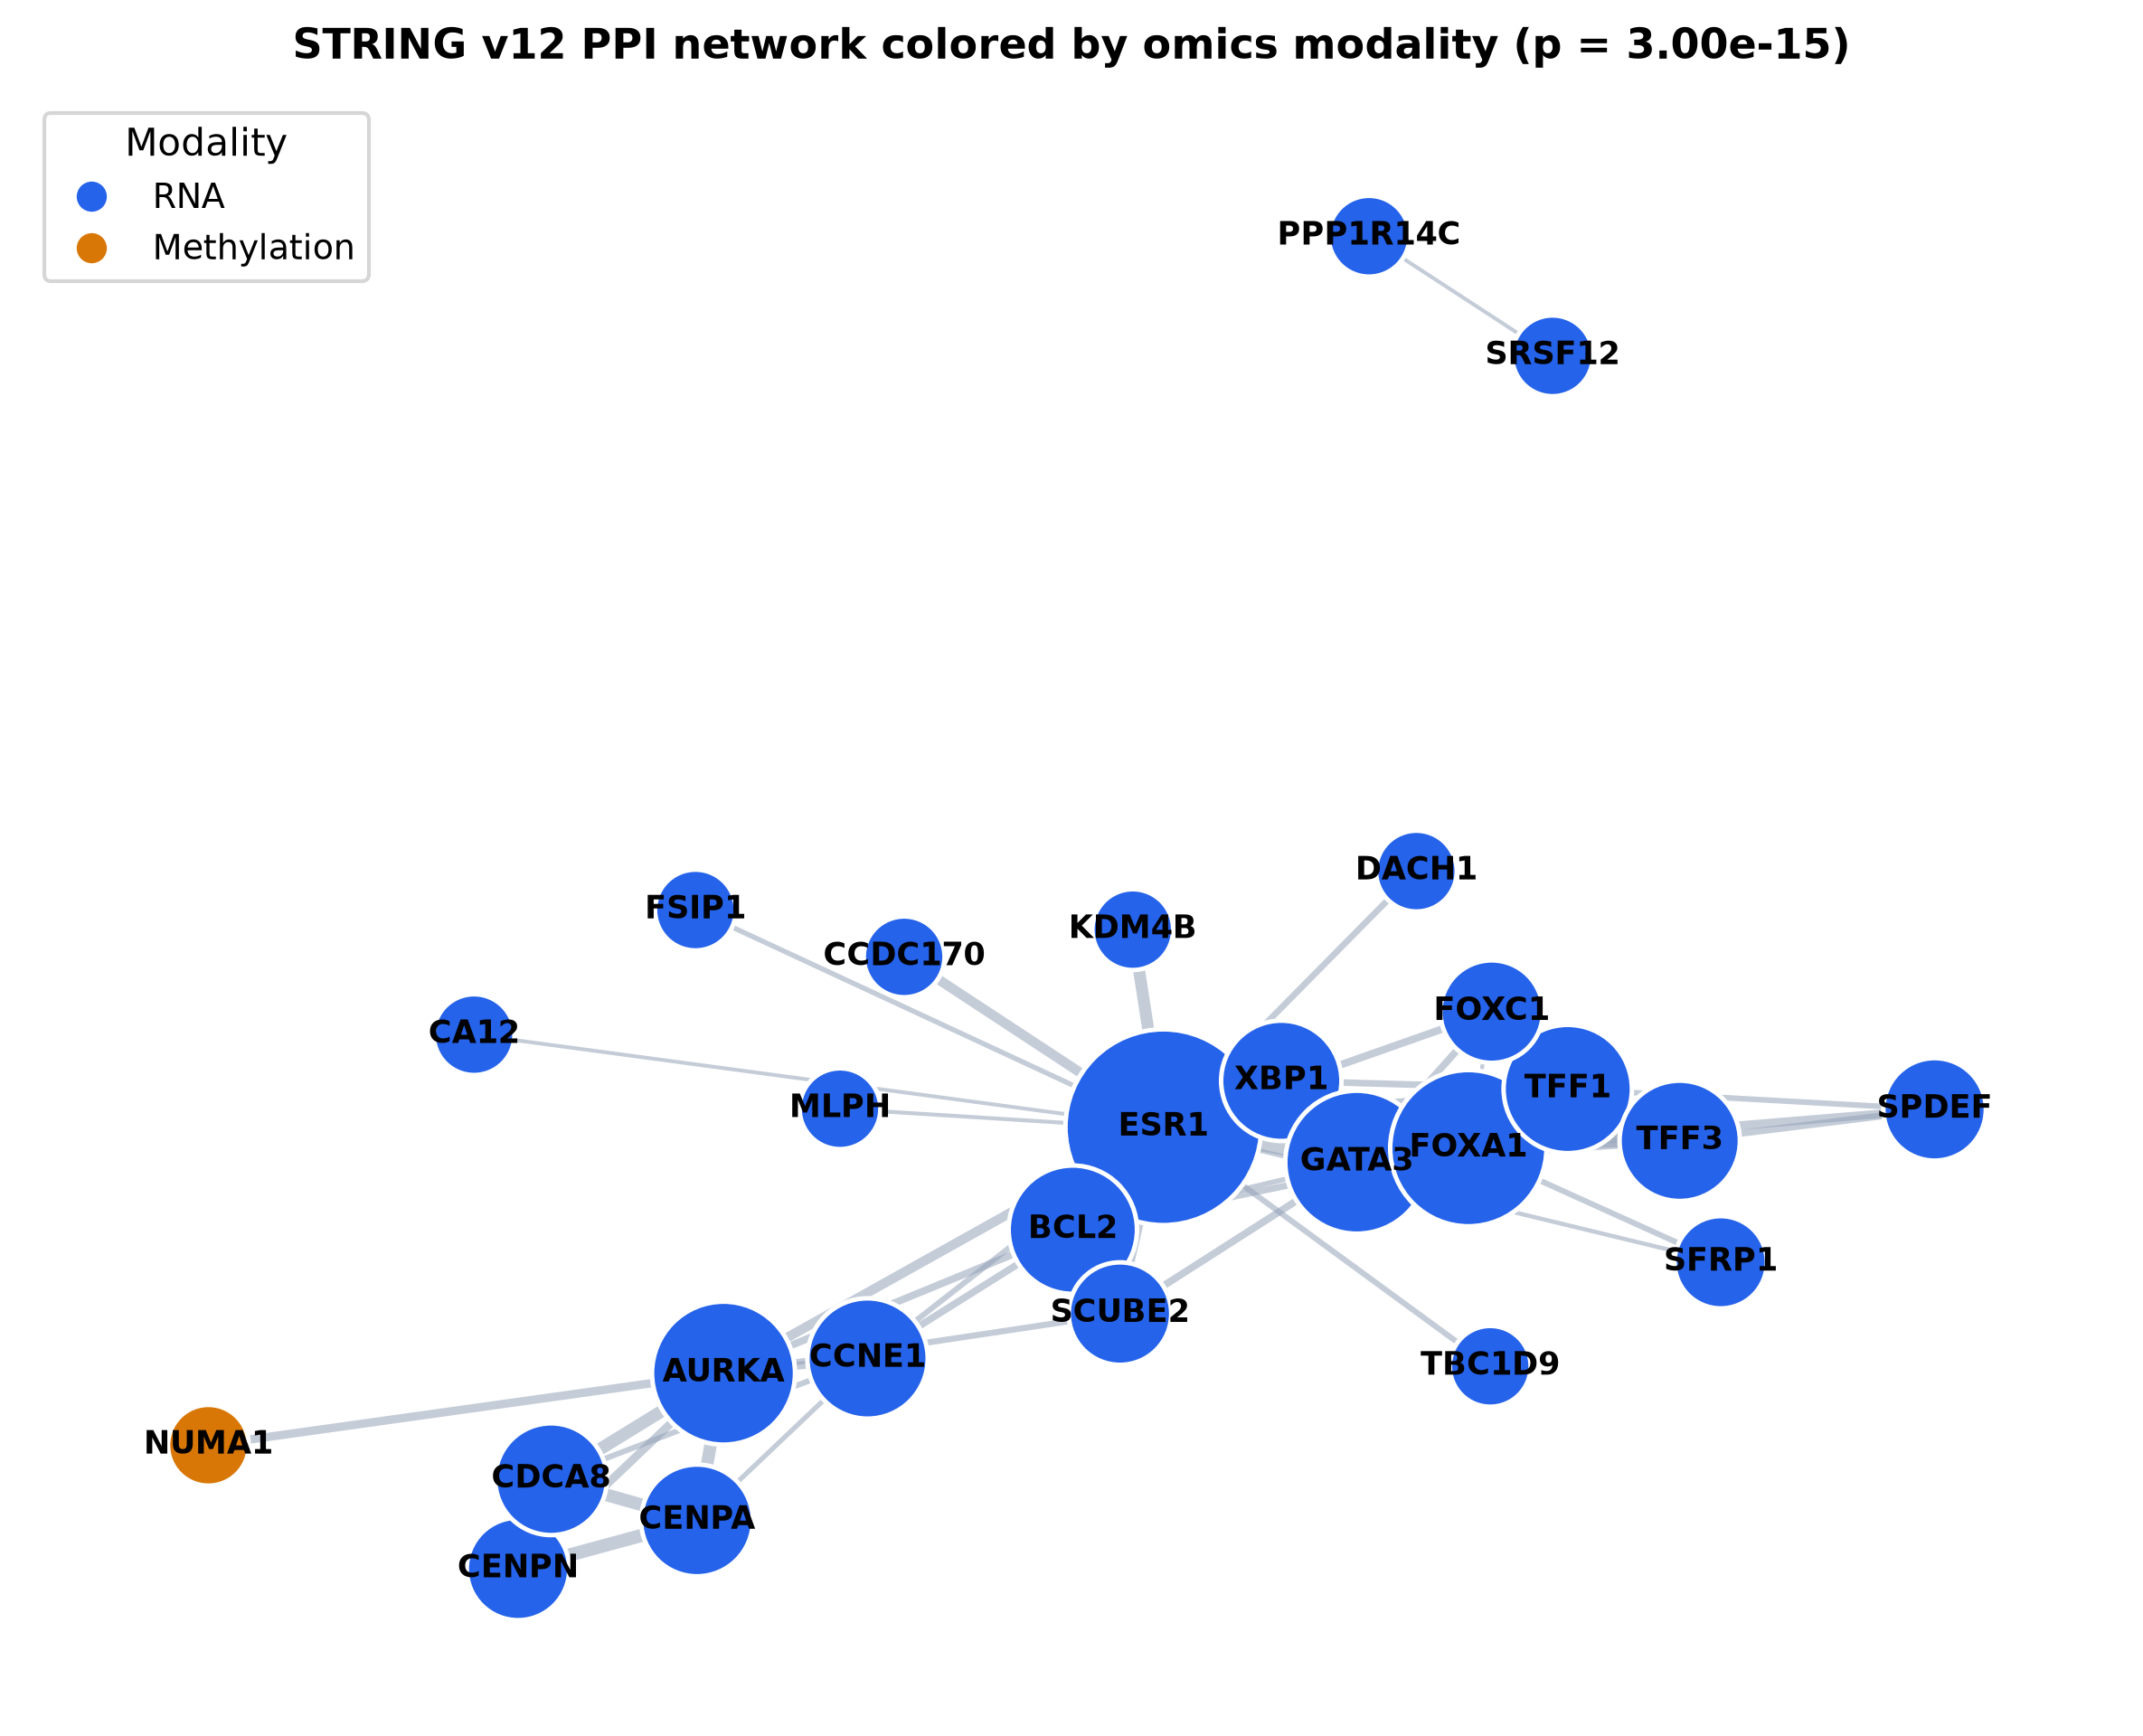 STRING v12 PPI network colored by omics modality (p = 3.00e-15)
Modality
RNA
Methylation
PPP1R14C
SRSF12
DACH1
FSIP1
KDM4B
CCDC170
FOXC1
CA12
XBP1
TFF1
MLPH
SPDEF
ESR1
TFF3
GATA3
FOXA1
BCL2
SFRP1
SCUBE2
CCNE1
TBC1D9
AURKA
NUMA1
CDCA8
CENPA
CENPN